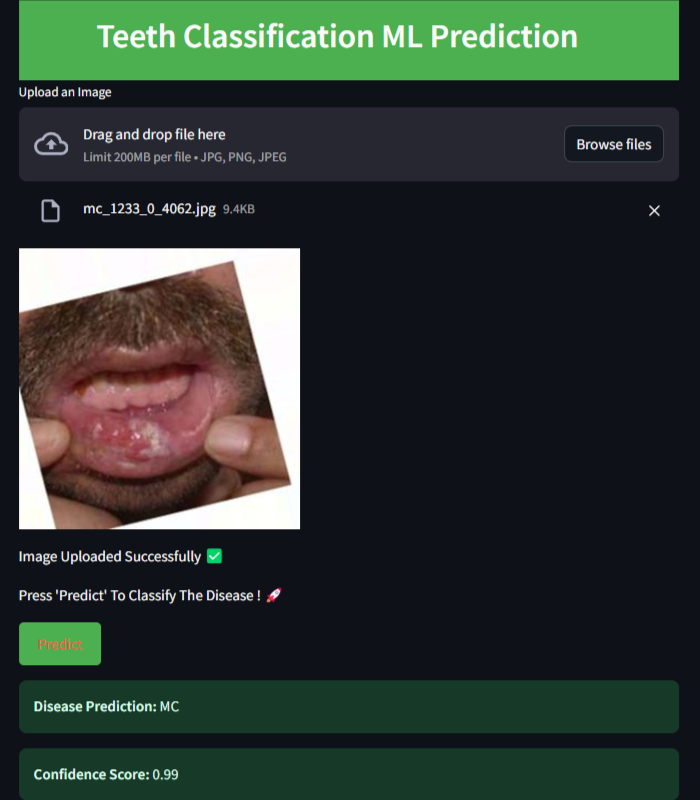 Teeth Classification ML Prediction
Upload an Image
Drag and drop file here
Limit 200MB per file • JPG, PNG, JPEG
Browse files
mc_1233_0_4062.jpg 9.4KB
Image Uploaded Successfully ✅
Press 'Predict' To Classify The Disease ! 🚀
Predict
Disease Prediction: MC
Confidence Score: 0.99